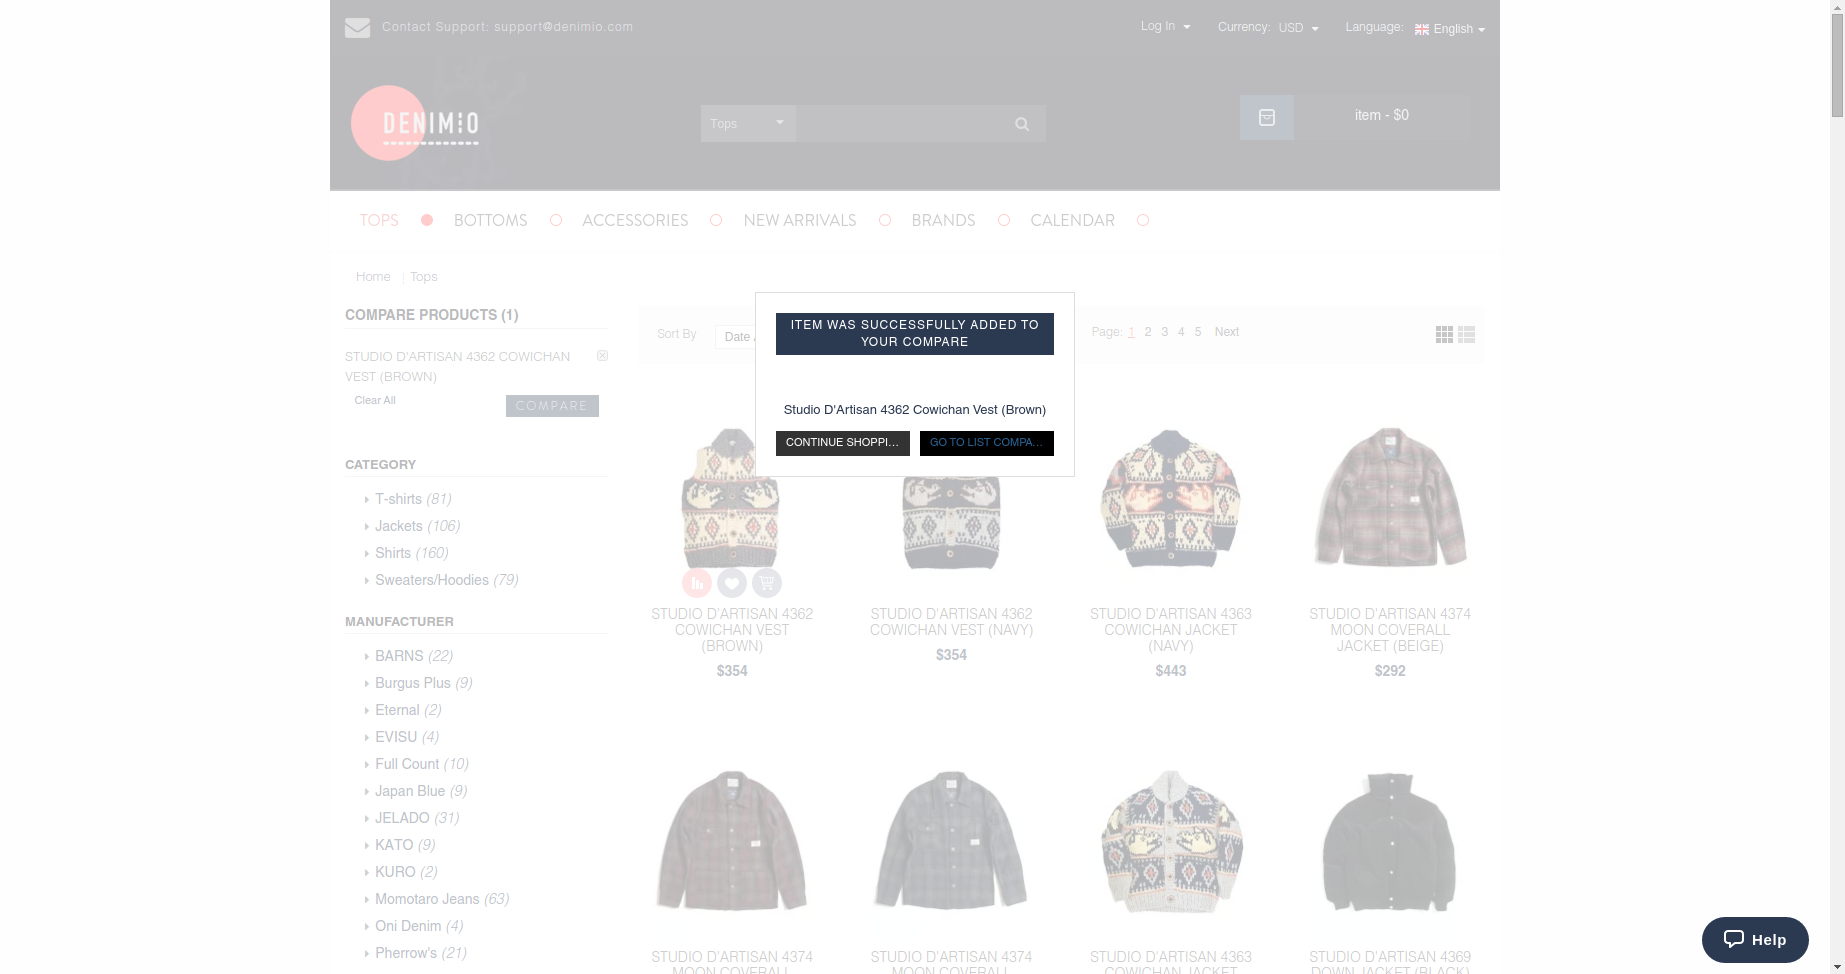 Contact Support: support@denimio.com
Log In
Currency: USD
Language: English
DENIMIO
Tops
item - $0
TOPS
BOTTOMS
ACCESSORIES
NEW ARRIVALS
BRANDS
CALENDAR
Home
Tops
COMPARE PRODUCTS (1)
STUDIO D'ARTISAN 4362 COWICHAN
VEST (BROWN)
Clear All
COMPARE
CATEGORY
T-shirts (81)
Jackets (106)
Shirts (160)
Sweaters/Hoodies (79)
MANUFACTURER
BARNS (22)
Burgus Plus (9)
Eternal (2)
EVISU (4)
Full Count (10)
Japan Blue (9)
JELADO (31)
KATO (9)
KURO (2)
Momotaro Jeans (63)
Oni Denim (4)
Pherrow's (21)
Sort By
Date
Page: 1 2 3 4 5 Next
ITEM WAS SUCCESSFULLY ADDED TO
YOUR COMPARE
Studio D'Artisan 4362 Cowichan Vest (Brown)
CONTINUE SHOPPI...
GO TO LIST COMPA...
STUDIO D'ARTISAN 4362
COWICHAN VEST
(BROWN)
$354
STUDIO D'ARTISAN 4362
COWICHAN VEST (NAVY)
$354
STUDIO D'ARTISAN 4363
COWICHAN JACKET
(NAVY)
$443
STUDIO D'ARTISAN 4374
MOON COVERALL
JACKET (BEIGE)
$292
STUDIO D'ARTISAN 4374
MOON COVERALL
STUDIO D'ARTISAN 4374
MOON COVERALL
STUDIO D'ARTISAN 4363
COWICHAN JACKET
STUDIO D'ARTISAN 4369
DOWN JACKET (BLACK)
Help